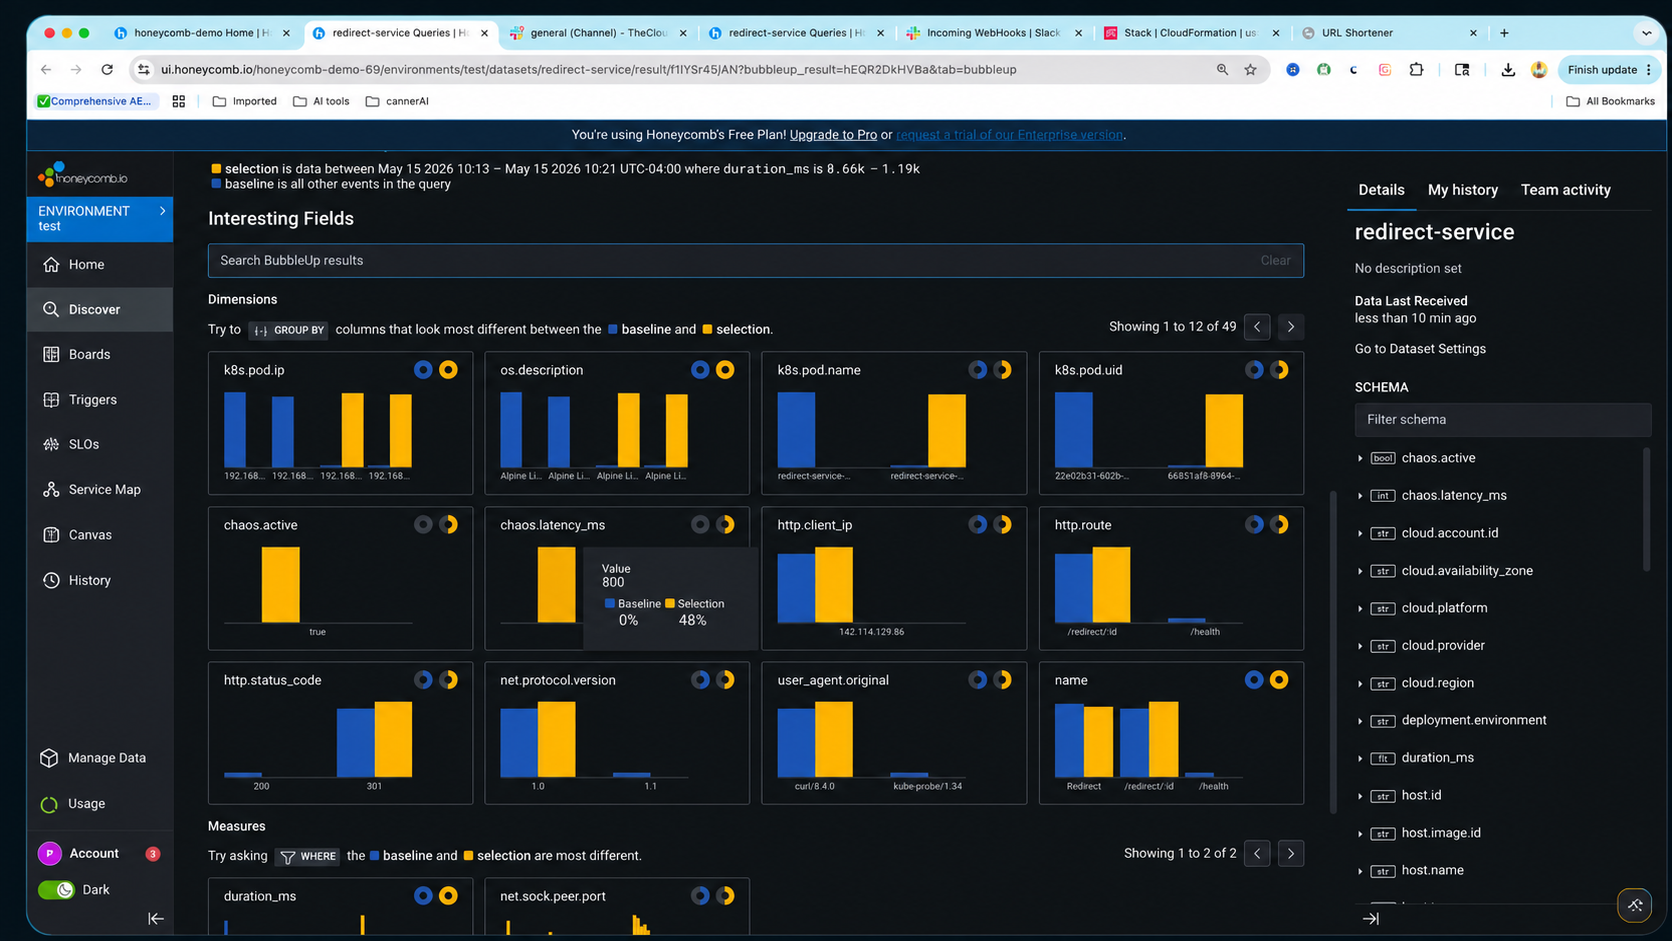 honeycomb-demo Home | H
redirect-service Queries | Ho
general (Channel) - TheClou
redirect-service Queries | Ho
Incoming WebHooks | Slack
Stack | CloudFormation | us
URL Shortener
ui.honeycomb.io/honeycomb-demo-69/environments/test/datasets/redirect-service/result/f1IYSr45jAN?bubbleup_result=hEQR2DkHVBa&tab=bubbleup
Finish update
Comprehensive AE...
Imported
AI tools
cannerAI
All Bookmarks
You're using Honeycomb's Free Plan! Upgrade to Pro or request a trial of our Enterprise version.
honeycomb.io
ENVIRONMENT
test
Home
Discover
Boards
Triggers
SLOs
Service Map
Canvas
History
Manage Data
Usage
P
Account
3
Dark
selection is data between May 15 2026 10:13 – May 15 2026 10:21 UTC-04:00 where duration_ms is 8.66k – 1.19k
baseline is all other events in the query
Interesting Fields
Search BubbleUp results
Clear
Dimensions
Try to GROUP BY columns that look most different between the baseline and selection.
Showing 1 to 12 of 49
k8s.pod.ip
192.168... 192.168... 192.168... 192.168...
os.description
Alpine Li... Alpine Li... Alpine Li... Alpine Li...
k8s.pod.name
redirect-service-... redirect-service-...
k8s.pod.uid
22e02b31-602b-... 66851af8-8964-...
chaos.active
true
chaos.latency_ms
Value
800
Baseline Selection
0% 48%
http.client_ip
142.114.129.86
http.route
/redirect/:id /health
http.status_code
200 301
net.protocol.version
1.0 1.1
user_agent.original
curl/8.4.0 kube-probe/1.34
name
Redirect /redirect/:id /health
Measures
Try asking WHERE the baseline and selection are most different.
Showing 1 to 2 of 2
duration_ms
net.sock.peer.port
Details
My history
Team activity
redirect-service
No description set
Data Last Received
less than 10 min ago
Go to Dataset Settings
SCHEMA
Filter schema
bool chaos.active
int chaos.latency_ms
str cloud.account.id
str cloud.availability_zone
str cloud.platform
str cloud.provider
str cloud.region
str deployment.environment
flt duration_ms
str host.id
str host.image.id
str host.name